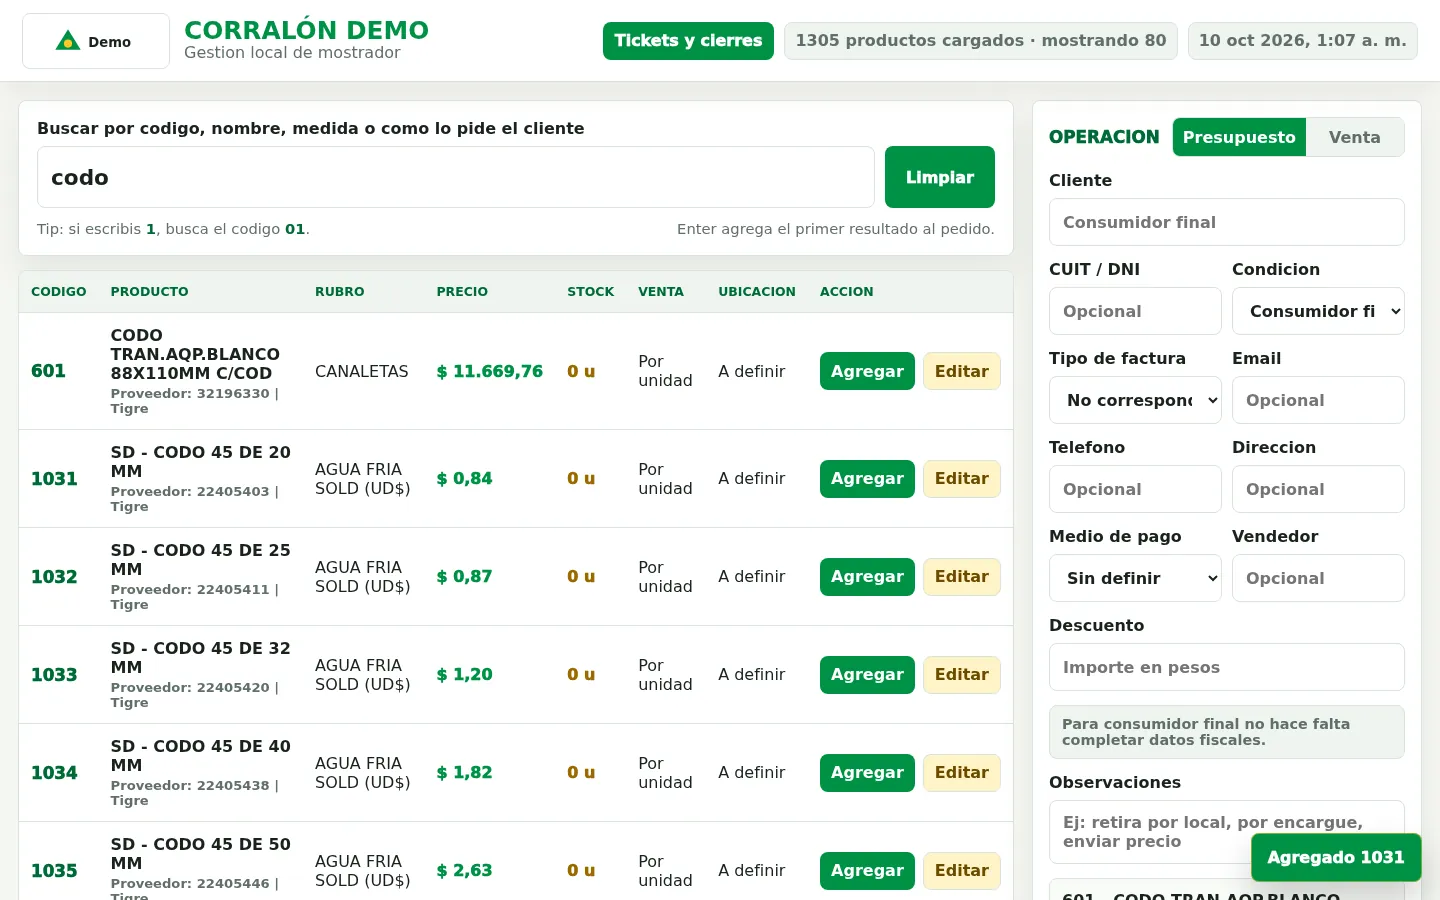 Demo
CORRALÓN DEMO
Gestion local de mostrador
Tickets y cierres
1305 productos cargados · mostrando 80
10 oct 2026, 1:07 a. m.
Buscar por codigo, nombre, medida o como lo pide el cliente
codo
Limpiar
Tip: si escribis 1, busca el codigo 01.
Enter agrega el primer resultado al pedido.
CODIGO PRODUCTO RUBRO PRECIO STOCK VENTA UBICACION ACCION
601
CODO
TRAN.AQP.BLANCO
88X110MM C/COD
Proveedor: 32196330 |
Tigre
CANALETAS
$ 11.669,76
0 u
Por
unidad
A definir
Agregar
Editar
1031
SD - CODO 45 DE 20
MM
Proveedor: 22405403 |
Tigre
AGUA FRIA
SOLD (UD$)
$ 0,84
0 u
Por
unidad
A definir
Agregar
Editar
1032
SD - CODO 45 DE 25
MM
Proveedor: 22405411 |
Tigre
AGUA FRIA
SOLD (UD$)
$ 0,87
0 u
Por
unidad
A definir
Agregar
Editar
1033
SD - CODO 45 DE 32
MM
Proveedor: 22405420 |
Tigre
AGUA FRIA
SOLD (UD$)
$ 1,20
0 u
Por
unidad
A definir
Agregar
Editar
1034
SD - CODO 45 DE 40
MM
Proveedor: 22405438 |
Tigre
AGUA FRIA
SOLD (UD$)
$ 1,82
0 u
Por
unidad
A definir
Agregar
Editar
1035
SD - CODO 45 DE 50
MM
Proveedor: 22405446 |
Tigre
AGUA FRIA
SOLD (UD$)
$ 2,63
0 u
Por
unidad
A definir
Agregar
Editar
OPERACION
Presupuesto
Venta
Cliente
Consumidor final
CUIT / DNI
Opcional
Condicion
Consumidor fi
Tipo de factura
No correspond
Email
Opcional
Telefono
Opcional
Direccion
Opcional
Medio de pago
Sin definir
Vendedor
Opcional
Descuento
Importe en pesos
Para consumidor final no hace falta
completar datos fiscales.
Observaciones
Ej: retira por local, por encargue,
enviar precio
Agregado 1031
601 - CODO TRAN.AQP.BLANCO